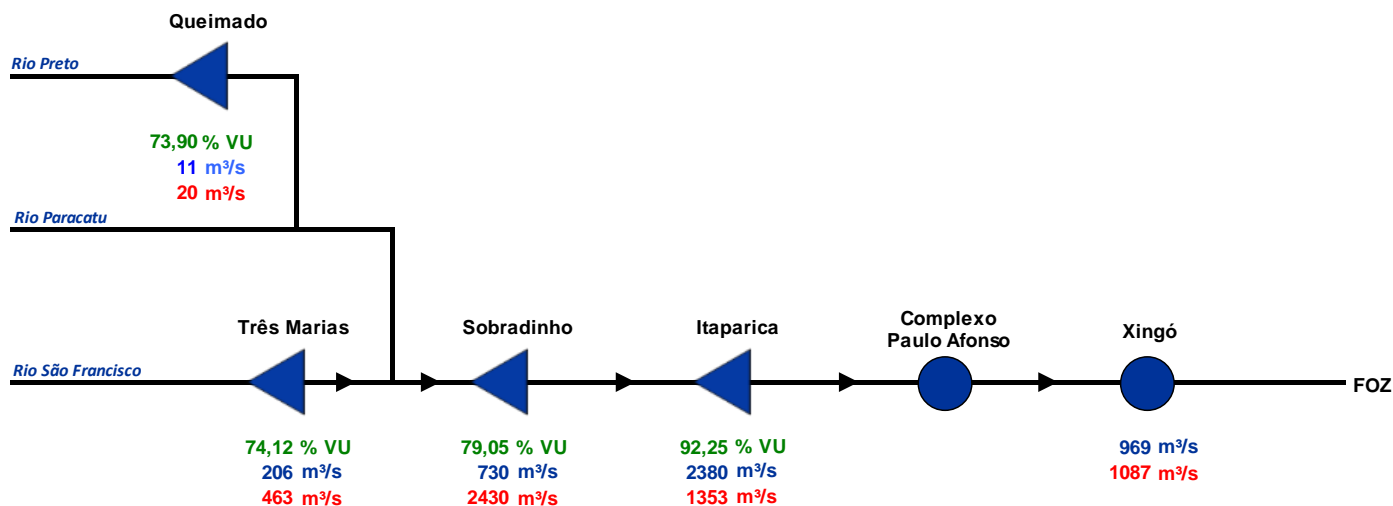 Queimado
Rio Preto
73,90 % VU
11 m³/s
20 m³/s
Rio Paracatu
Três Marias
Sobradinho
Itaparica
Complexo
Paulo Afonso
Xingó
Rio São Francisco
FOZ
74,12 % VU
206 m³/s
463 m³/s
79,05 % VU
730 m³/s
2430 m³/s
92,25 % VU
2380 m³/s
1353 m³/s
969 m³/s
1087 m³/s